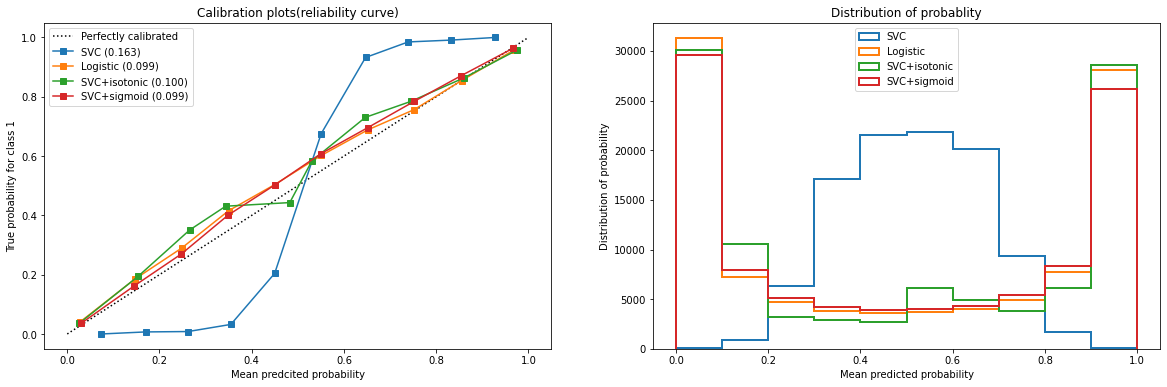 Calibration plots(reliability curve)
Perfectly calibrated
SVC (0.163)
Logistic (0.099)
SVC+isotonic (0.100)
SVC+sigmoid (0.099)
True probability for class 1
1.0
0.8
0.6
0.4
0.2
0.0
0.0 0.2 0.4 0.6 0.8 1.0
Mean predcited probability
Distribution of probablity
SVC
Logistic
SVC+isotonic
SVC+sigmoid
Distribution of probability
30000
25000
20000
15000
10000
5000
0
0.0 0.2 0.4 0.6 0.8 1.0
Mean predicted probability